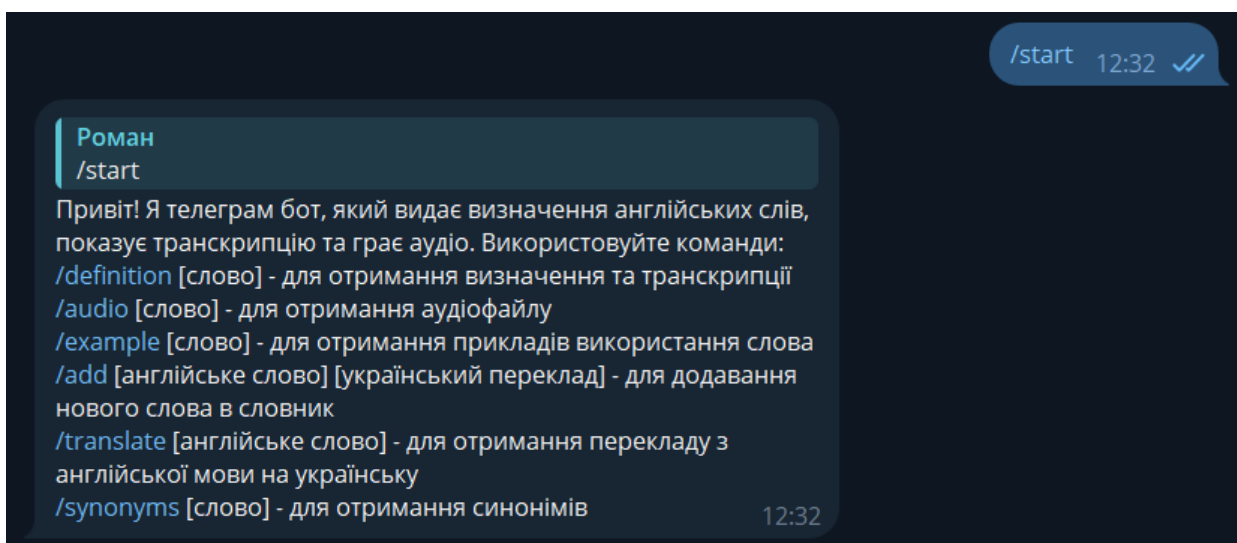 /start 12:32
Роман
/start
Привіт! Я телеграм бот, який видає визначення англійських слів,
показує транскрипцію та грає аудіо. Використовуйте команди:
/definition [слово] - для отримання визначення та транскрипції
/audio [слово] - для отримання аудіофайлу
/example [слово] - для отримання прикладів використання слова
/add [англійське слово] [український переклад] - для додавання
нового слова в словник
/translate [англійське слово] - для отримання перекладу з
англійської мови на українську
/synonyms [слово] - для отримання синонімів
12:32